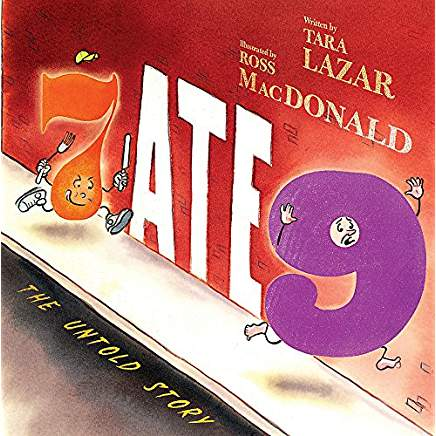 Written by
TARA
LAZAR
Illustrated by
ROSS
MACDONALD
7 ATE 9
THE UNTOLD STORY